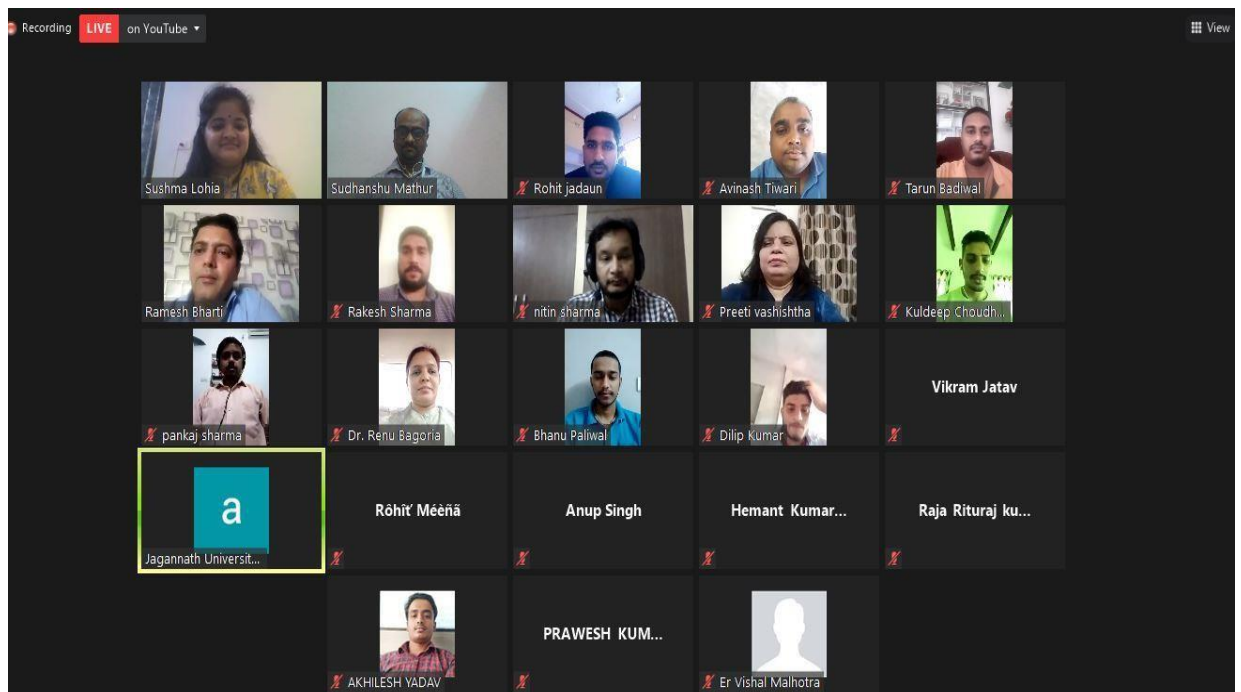 Recording LIVE on YouTube
View
Sushma Lohia
Sudhanshu Mathur
Rohit jadaun
Avinash Tiwari
Tarun Badiwal
Ramesh Bharti
Rakesh Sharma
nitin sharma
Preeti vashishtha
Kuldeep Choudh...
pankaj sharma
Dr. Renu Bagoria
Bhanu Paliwal
Dilip Kumar
Vikram Jatav
a
Jagannath Universit...
Rôhîť Méèñã
Anup Singh
Hemant Kumar...
Raja Rituraj ku...
AKHILESH YADAV
PRAWESH KUM...
Er Vishal Malhotra